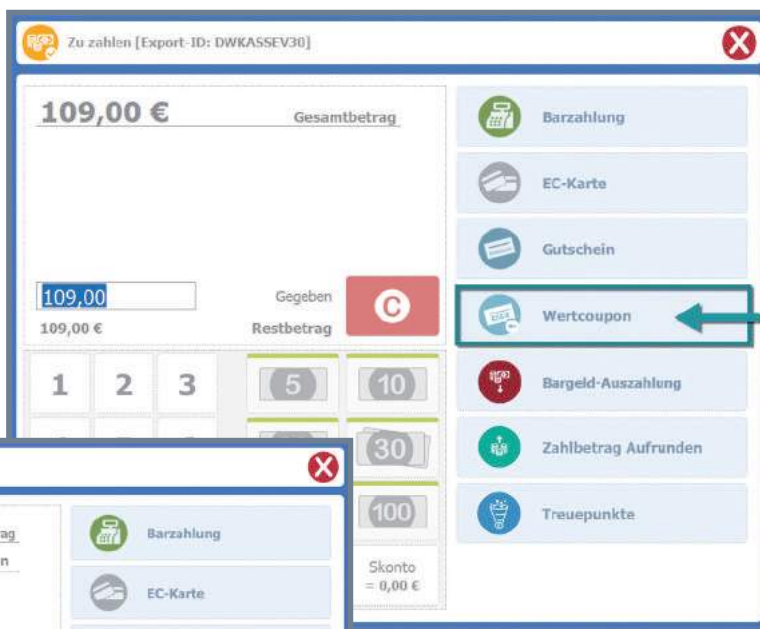 Zu zahlen [Export-ID: DWKASSEV30]
109,00 € Gesamtbetrag
109,00 Gegeben
109,00 € Restbetrag
C
1 2 3 5 10
30
100
Skonto
= 0,00 €
Barzahlung
EC-Karte
Gutschein
Wertcoupon
Bargeld-Auszahlung
Zahlbetrag Aufrunden
Treuepunkte
ag
n
Barzahlung
EC-Karte